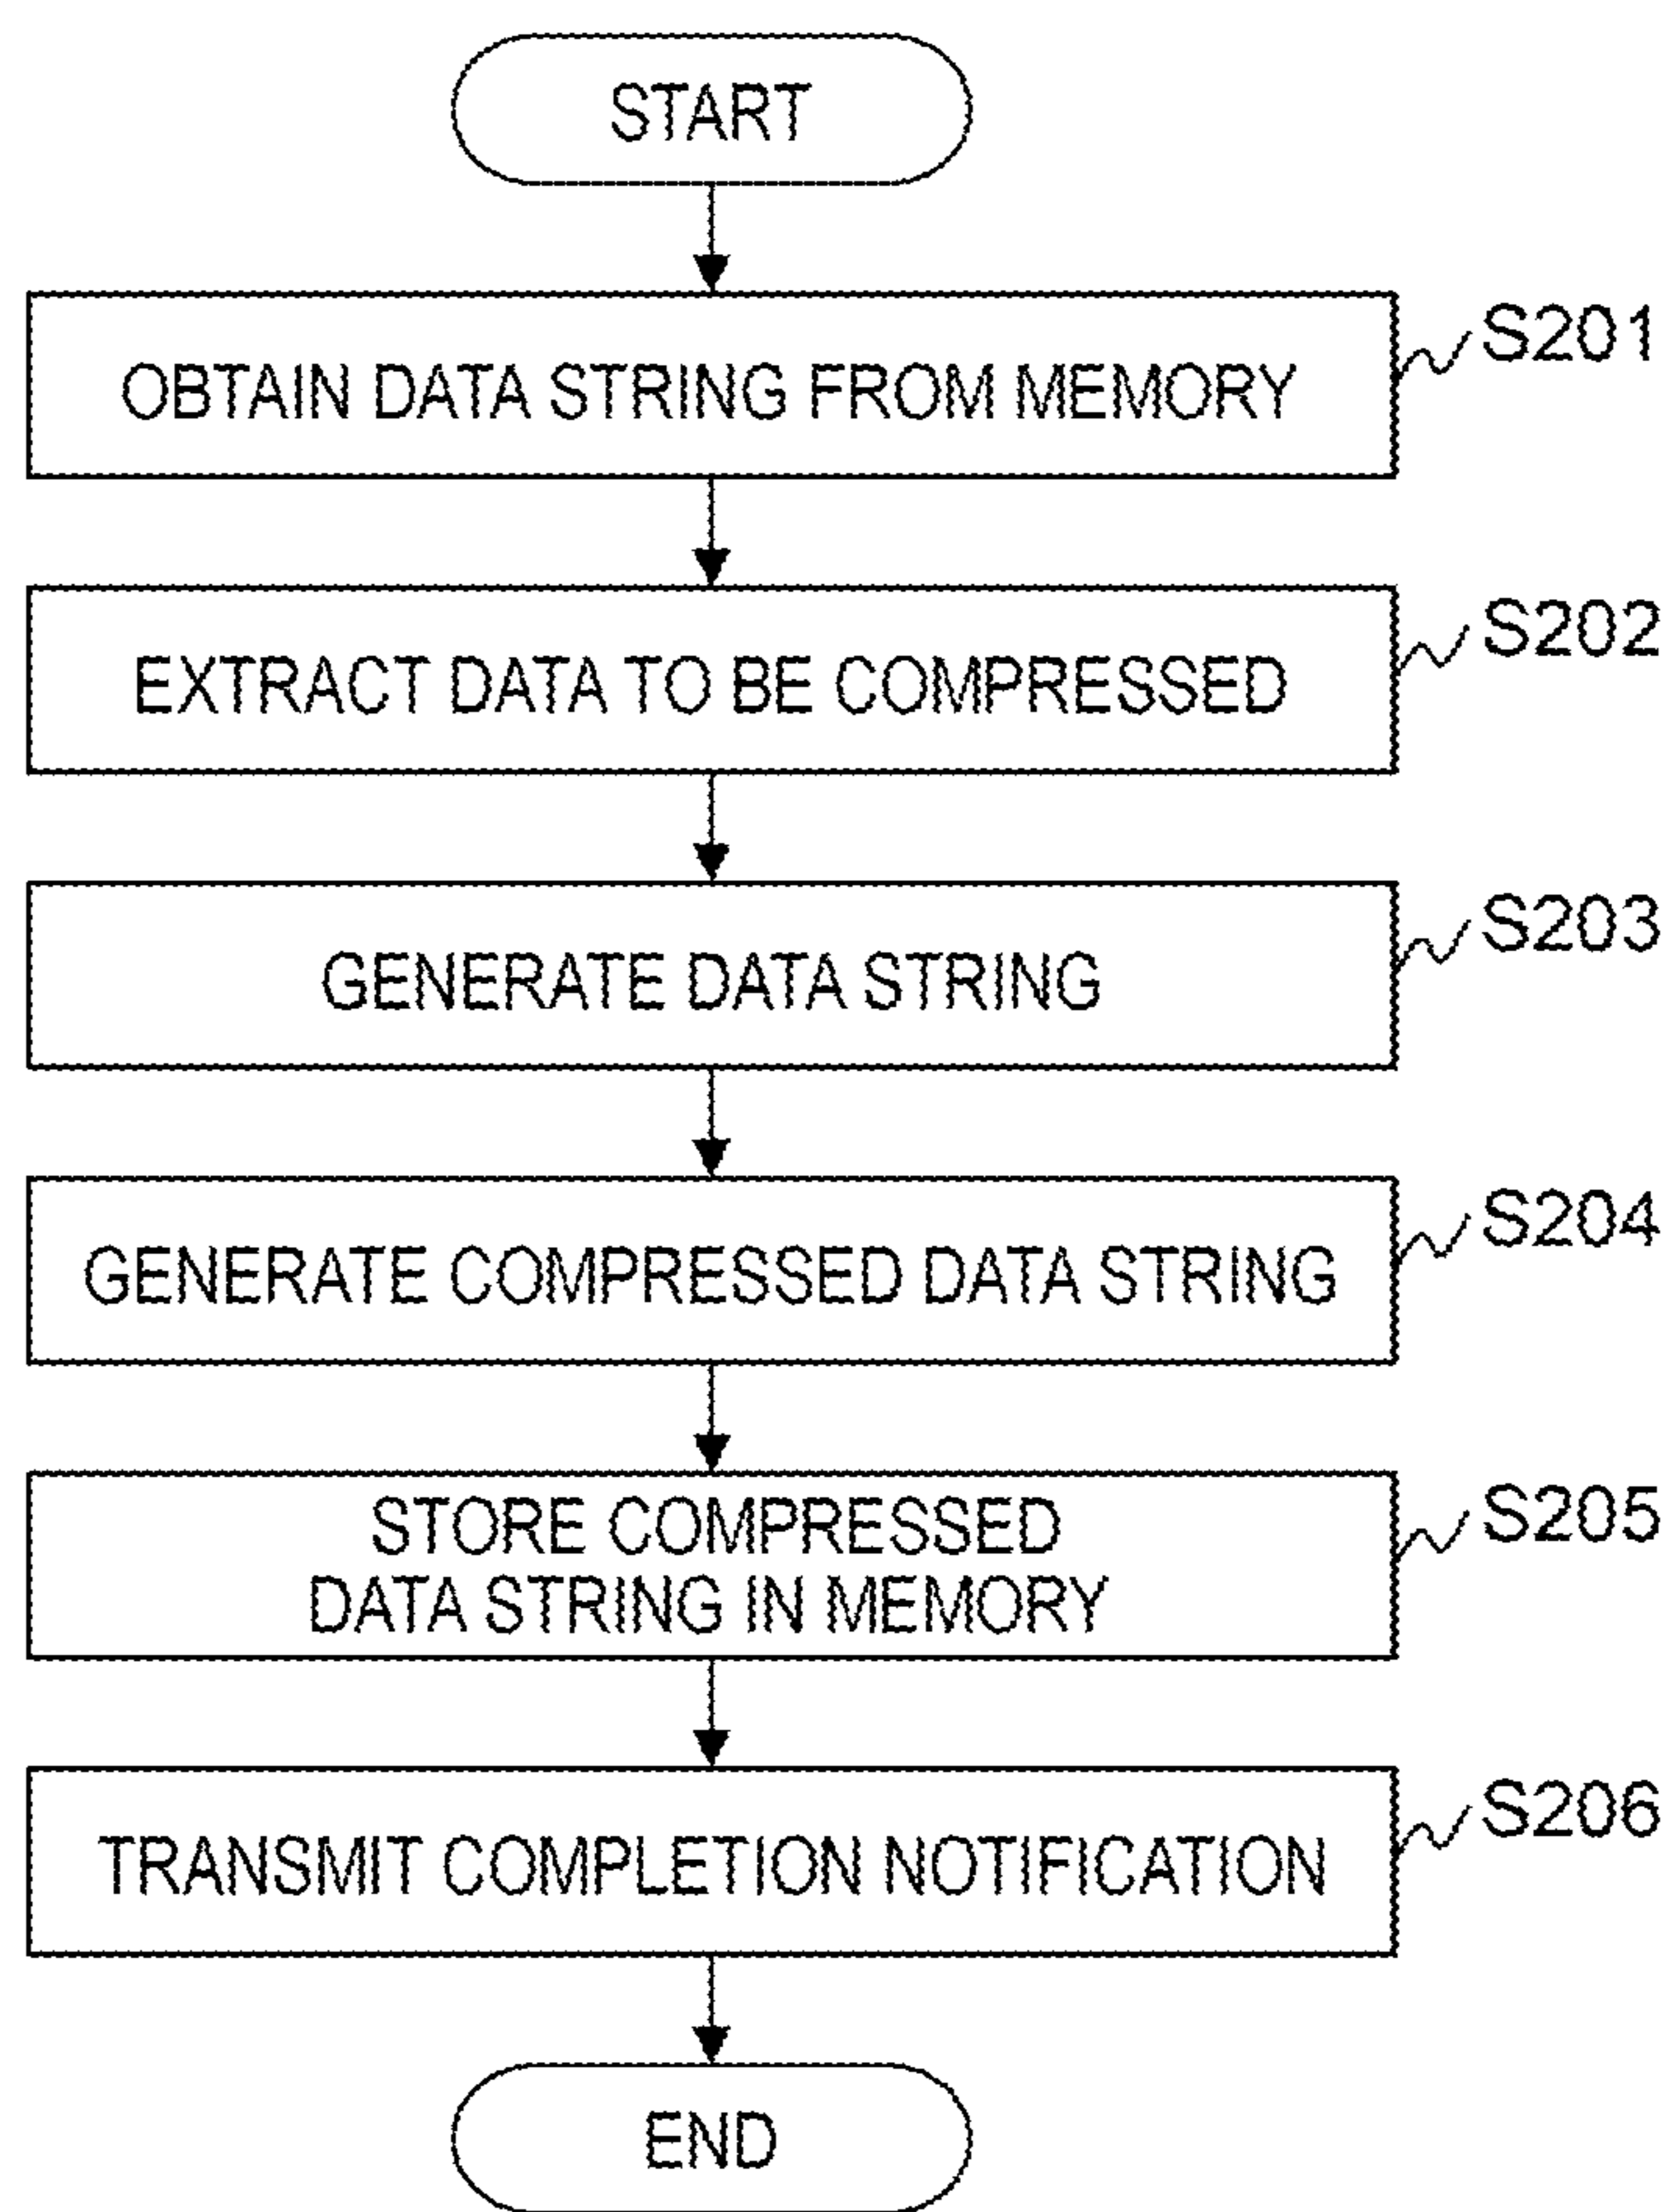 START
OBTAIN DATA STRING FROM MEMORY
S201
EXTRACT DATA TO BE COMPRESSED
S202
GENERATE DATA STRING
S203
GENERATE COMPRESSED DATA STRING
S204
STORE COMPRESSED
DATA STRING IN MEMORY
S205
TRANSMIT COMPLETION NOTIFICATION
S206
END